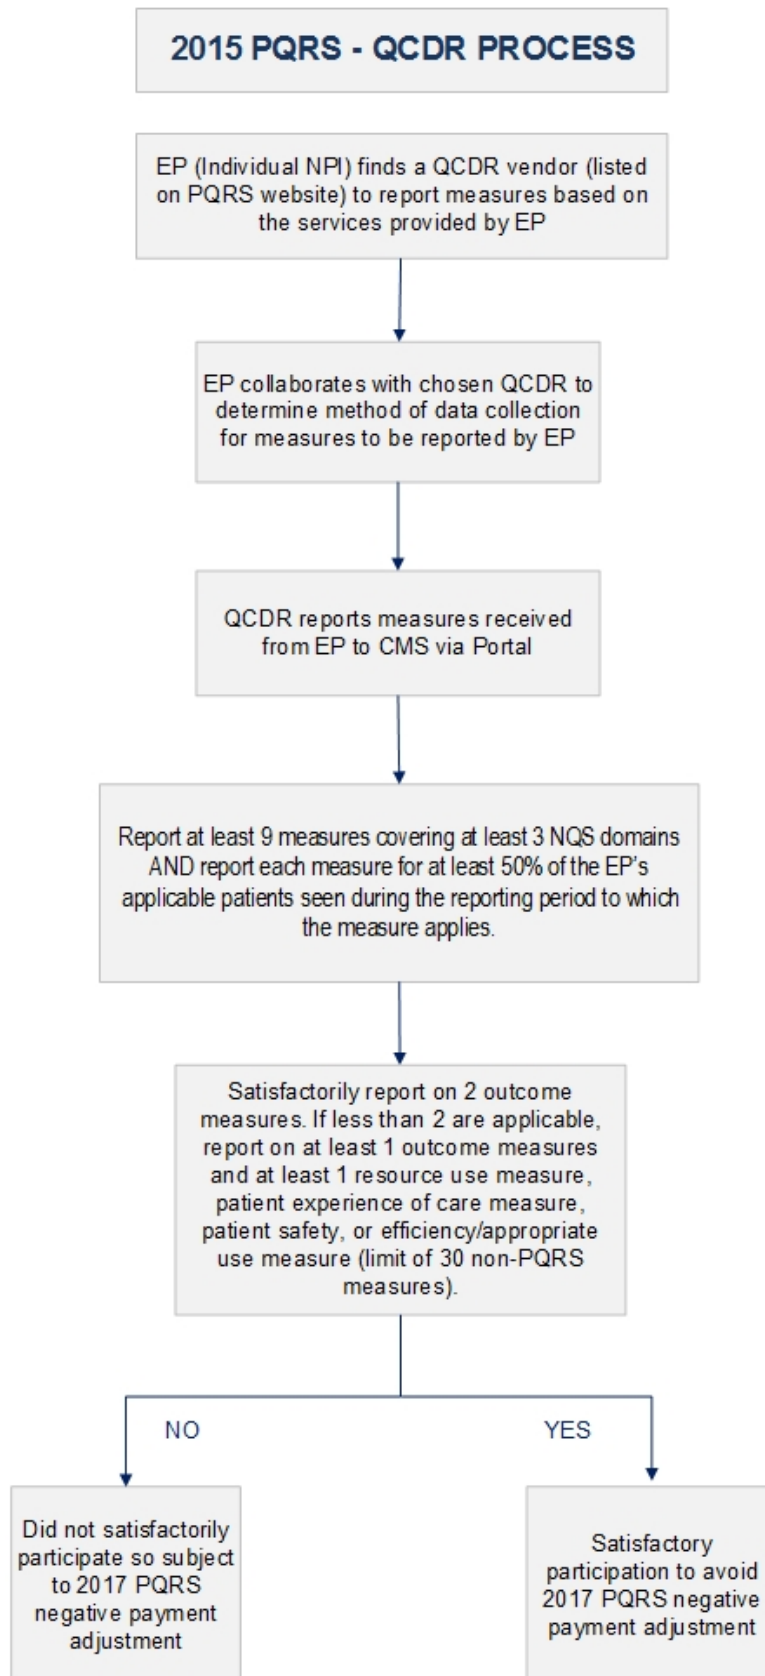 2015 PQRS - QCDR PROCESS
EP (Individual NPI) finds a QCDR vendor (listed
on PQRS website) to report measures based on
the services provided by EP
EP collaborates with chosen QCDR to
determine method of data collection
for measures to be reported by EP
QCDR reports measures received
from EP to CMS via Portal
Report at least 9 measures covering at least 3 NQS domains
AND report each measure for at least 50% of the EP's
applicable patients seen during the reporting period to which
the measure applies.
Satisfactorily report on 2 outcome
measures. If less than 2 are applicable,
report on at least 1 outcome measures
and at least 1 resource use measure,
patient experience of care measure,
patient safety, or efficiency/appropriate
use measure (limit of 30 non-PQRS
measures).
NO
YES
Did not satisfactorily
participate so subject
to 2017 PQRS
negative payment
adjustment
Satisfactory
participation to avoid
2017 PQRS negative
payment adjustment